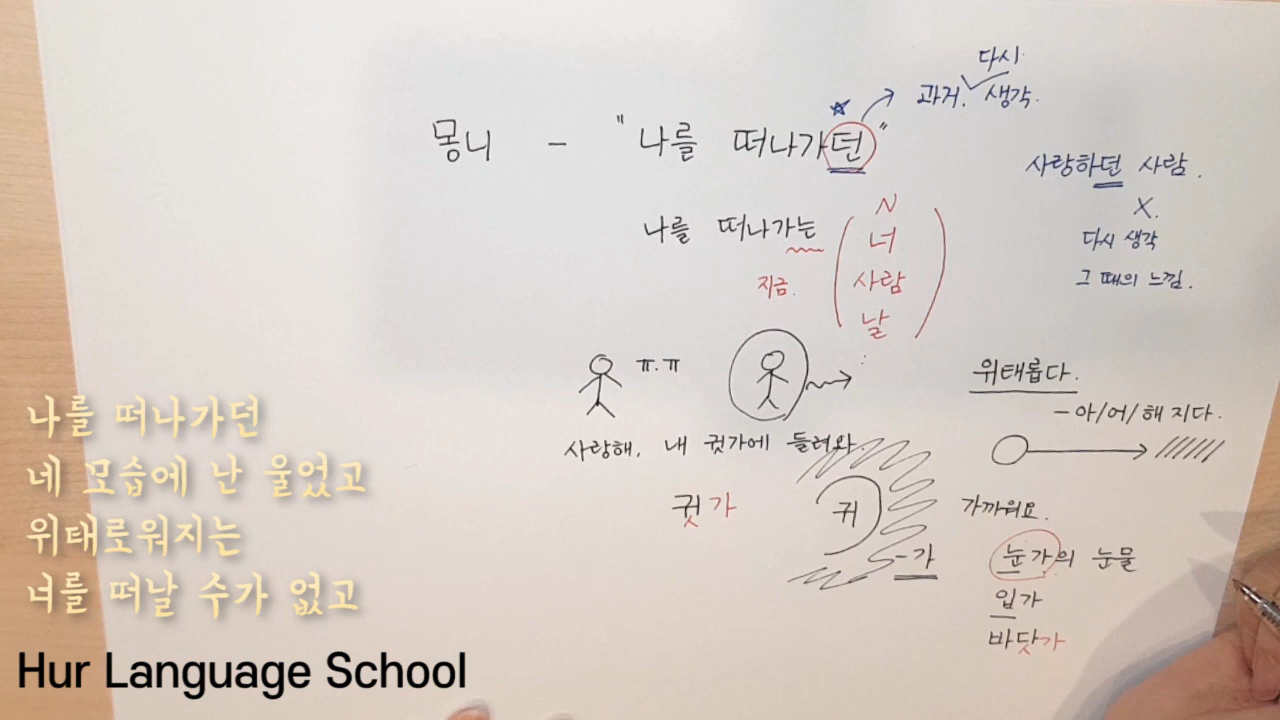 다시
과거. 생각.
몽니 - "나를 떠나가던"
사랑하던 사람.
X.
다시 생각
그 때의 느낌.
나를 떠나가는
지금.
N
너
사람
날
ㅠ.ㅠ
사랑해, 내 귓가에 들려와.
귓가
귀
-가
위태롭다.
-아/어/해 지다.
가까워요.
눈가의 눈물
입가
바닷가
나를 떠나가던
네 모습에 난 울었고
위태로워지는
너를 떠날 수가 없고
Hur Language School